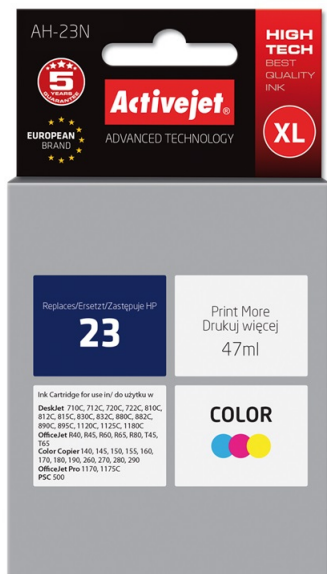 AH-23N
HIGH
TECH
BEST
QUALITY
INK
5
YEARS
GUARANTEE
Activejet®
EUROPEAN
BRAND
ADVANCED TECHNOLOGY
XL
Replaces/Ersetzt/Zastępuje HP
23
Print More
Drukuj więcej
47ml
Ink Cartridge for use in/ do użytku w
DeskJet 710C, 712C, 720C, 722C, 810C,
812C, 815C, 830C, 832C, 880C, 882C,
890C, 895C, 1120C, 1125C, 1180C
OfficeJet R40, R45, R60, R65, R80, T45,
T65
Color Copier 140, 145, 150, 155, 160,
170, 180, 190, 260, 270, 280, 290
OfficeJet Pro 1170, 1175C
PSC 500
COLOR